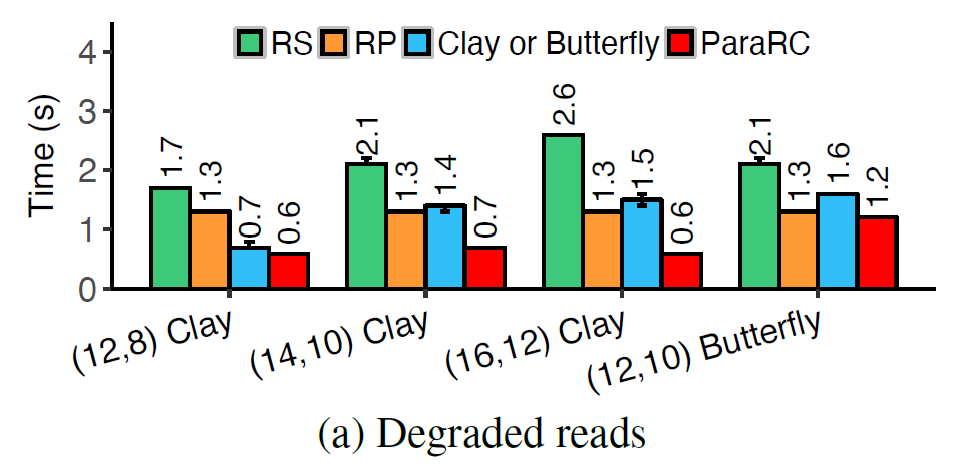 RS RP Clay or Butterfly ParaRC
Time (s)
4
3
2
1
0
1.7 1.3 0.7 0.6
2.1 1.3 1.4 0.7
2.6 1.3 1.5 0.6
2.1 1.3 1.6 1.2
(12,8) Clay
(14,10) Clay
(16,12) Clay
(12,10) Butterfly
(a) Degraded reads